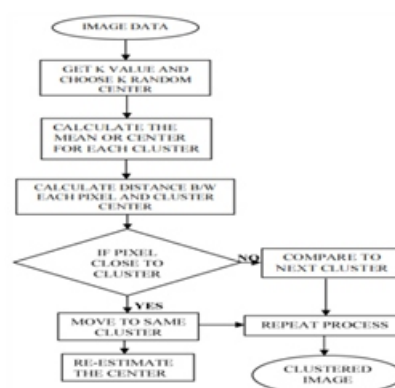 IMAGE DATA
GET K VALUE AND
CHOOSE K RANDOM
CENTER
CALCULATE THE
MEAN OR CENTER
FOR EACH CLUSTER
CALCULATE DISTANCE B/W
EACH PIXEL AND CLUSTER
CENTER
IF PIXEL
CLOSE TO
CLUSTER
NO
COMPARE TO
NEXT CLUSTER
YES
MOVE TO SAME
CLUSTER
REPEAT PROCESS
RE-ESTIMATE
THE CENTER
CLUSTERED
IMAGE